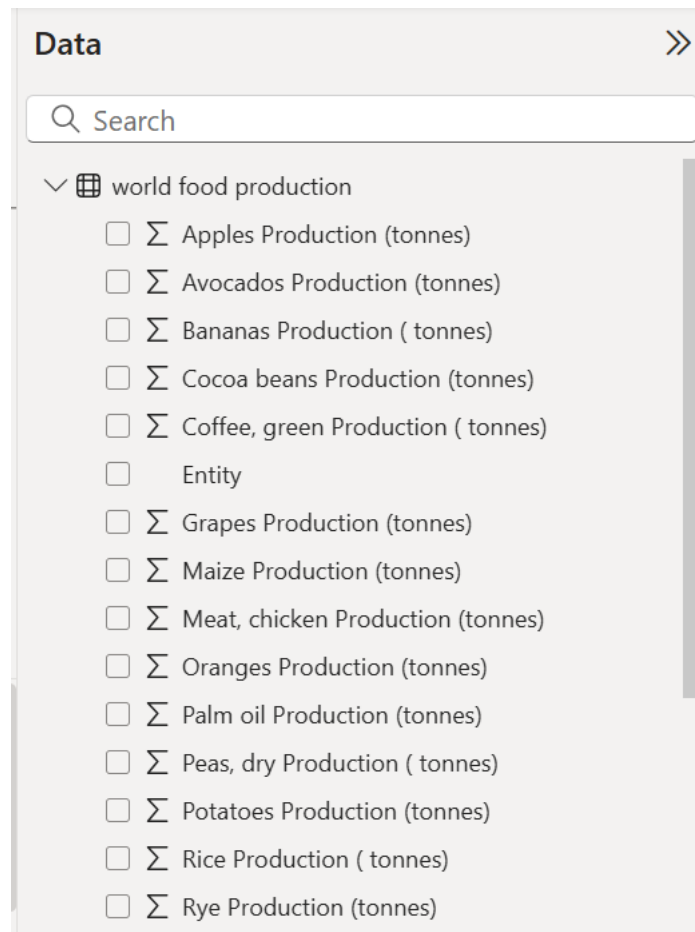 Data
Search
world food production
Apples Production (tonnes)
Avocados Production (tonnes)
Bananas Production ( tonnes)
Cocoa beans Production (tonnes)
Coffee, green Production ( tonnes)
Entity
Grapes Production (tonnes)
Maize Production (tonnes)
Meat, chicken Production (tonnes)
Oranges Production (tonnes)
Palm oil Production (tonnes)
Peas, dry Production ( tonnes)
Potatoes Production (tonnes)
Rice Production ( tonnes)
Rye Production (tonnes)